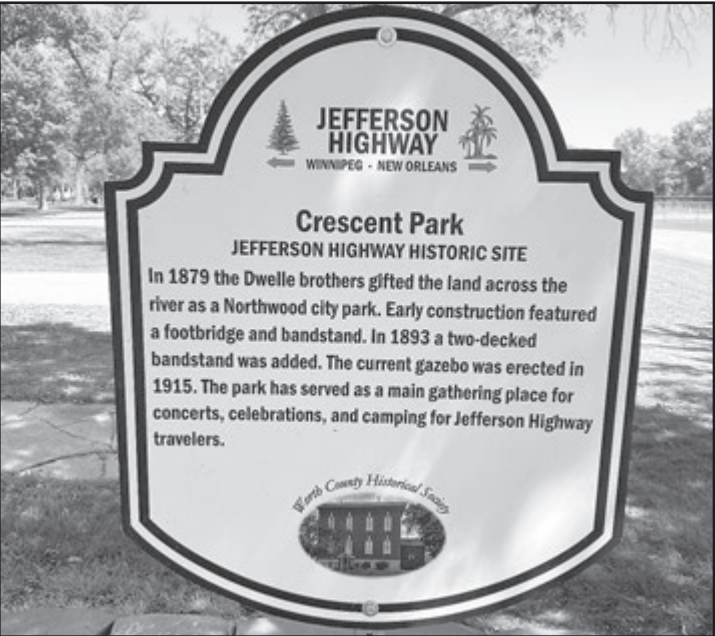 JEFFERSON
HIGHWAY
WINNIPEG - NEW ORLEANS
Crescent Park
JEFFERSON HIGHWAY HISTORIC SITE
In 1879 the Dwelle brothers gifted the land across the
river as a Northwood city park. Early construction featured
a footbridge and bandstand. In 1893 a two-decked
bandstand was added. The current gazebo was erected in
1915. The park has served as a main gathering place for
concerts, celebrations, and camping for Jefferson Highway
travelers.
Worth County Historical Society